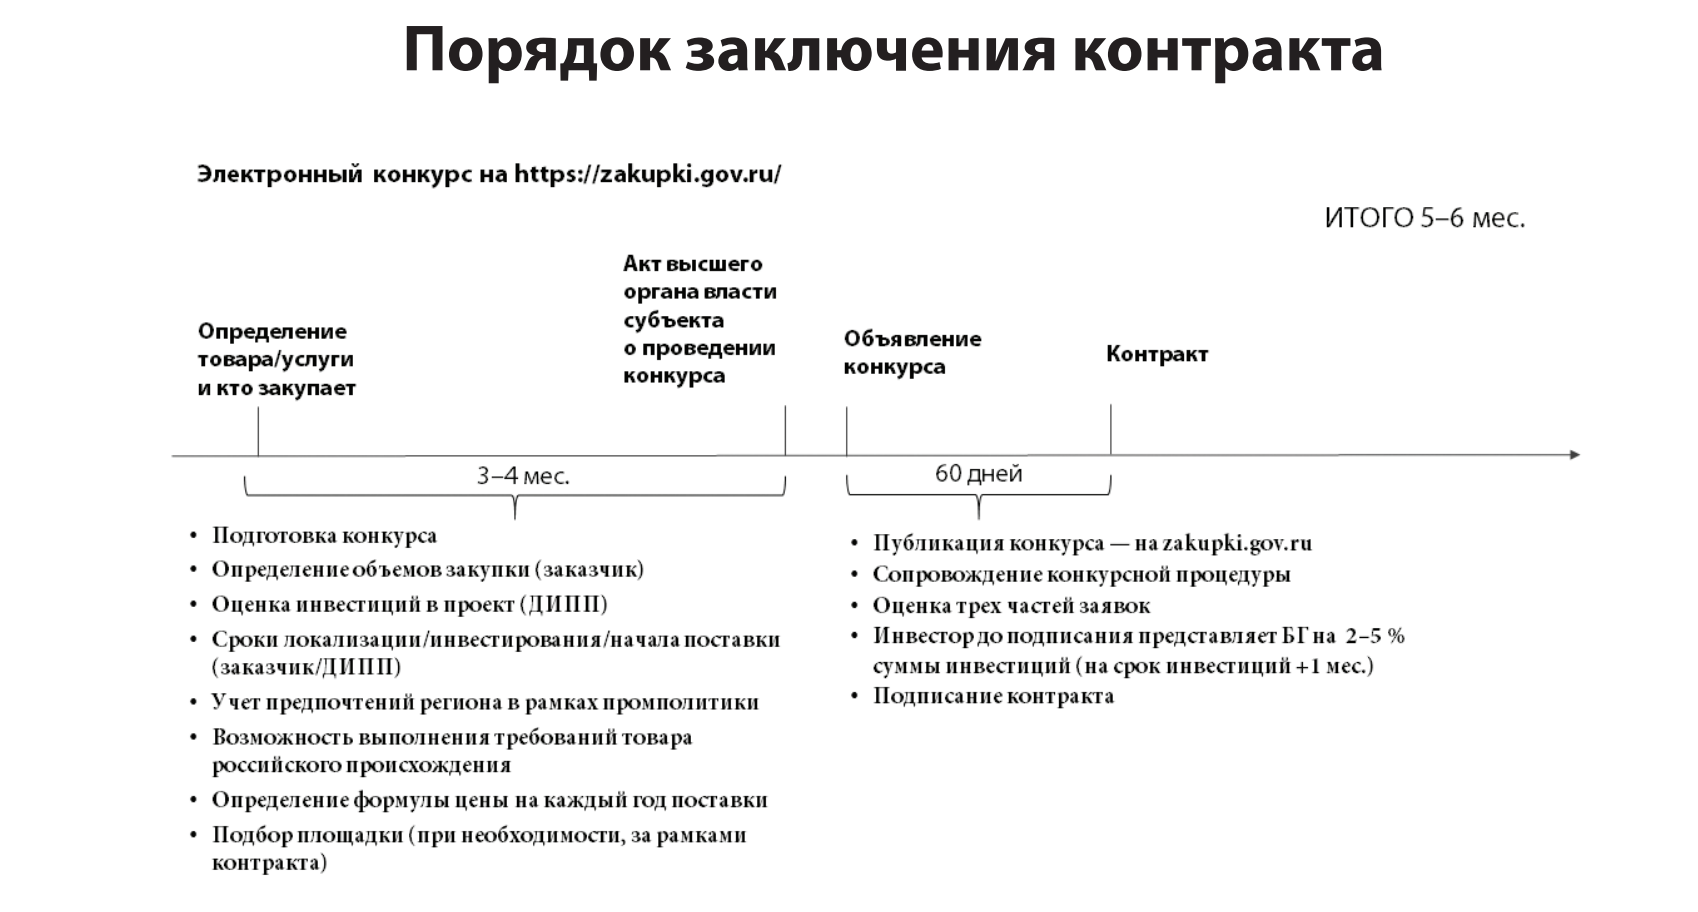 Порядок заключения контракта
Электронный конкурс на https://zakupki.gov.ru/
ИТОГО 5–6 мес.
Определение
товара/услуги
и кто закупает
Акт высшего
органа власти
субъекта
о проведении
конкурса
Объявление
конкурса
Контракт
3–4 мес.
60 дней
• Подготовка конкурса
• Определение объемов закупки (заказчик)
• Оценка инвестиций в проект (ДИПП)
• Сроки локализации/инвестирования/начала поставки
(заказчик/ДИПП)
• Учет предпочтений региона в рамках промполитики
• Возможность выполнения требований товара
российского происхождения
• Определение формулы цены на каждый год поставки
• Подбор площадки (при необходимости, за рамками
контракта)
• Публикация конкурса — на zakupki.gov.ru
• Сопровождение конкурсной процедуры
• Оценка трех частей заявок
• Инвестор до подписания представляет БГ на 2–5 %
суммы инвестиций (на срок инвестиций +1 мес.)
• Подписание контракта